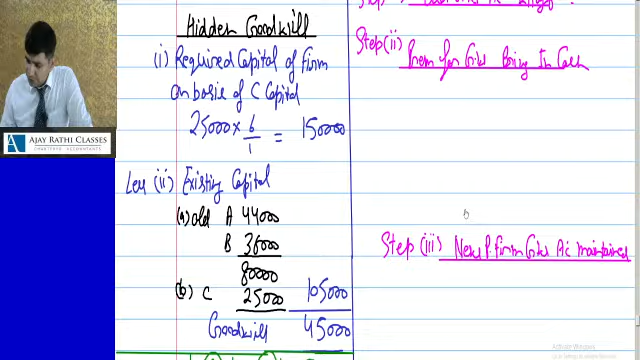 Hidden Goodwill
(i) Required Capital of Firm
on basis of C Capital
25000 × 6/1 = 150000
Less (ii) Existing Capital
(a) old A 44000
B 36000
80000
(b) C 25000 105000
Goodwill 45000
Step (ii)
Prem for G/w Bring In Cash
Step (iii) New P. Firm G/w A/c maintained
AJAY RATHI CLASSES
CHARTERED ACCOUNTANTS
Activate Windows